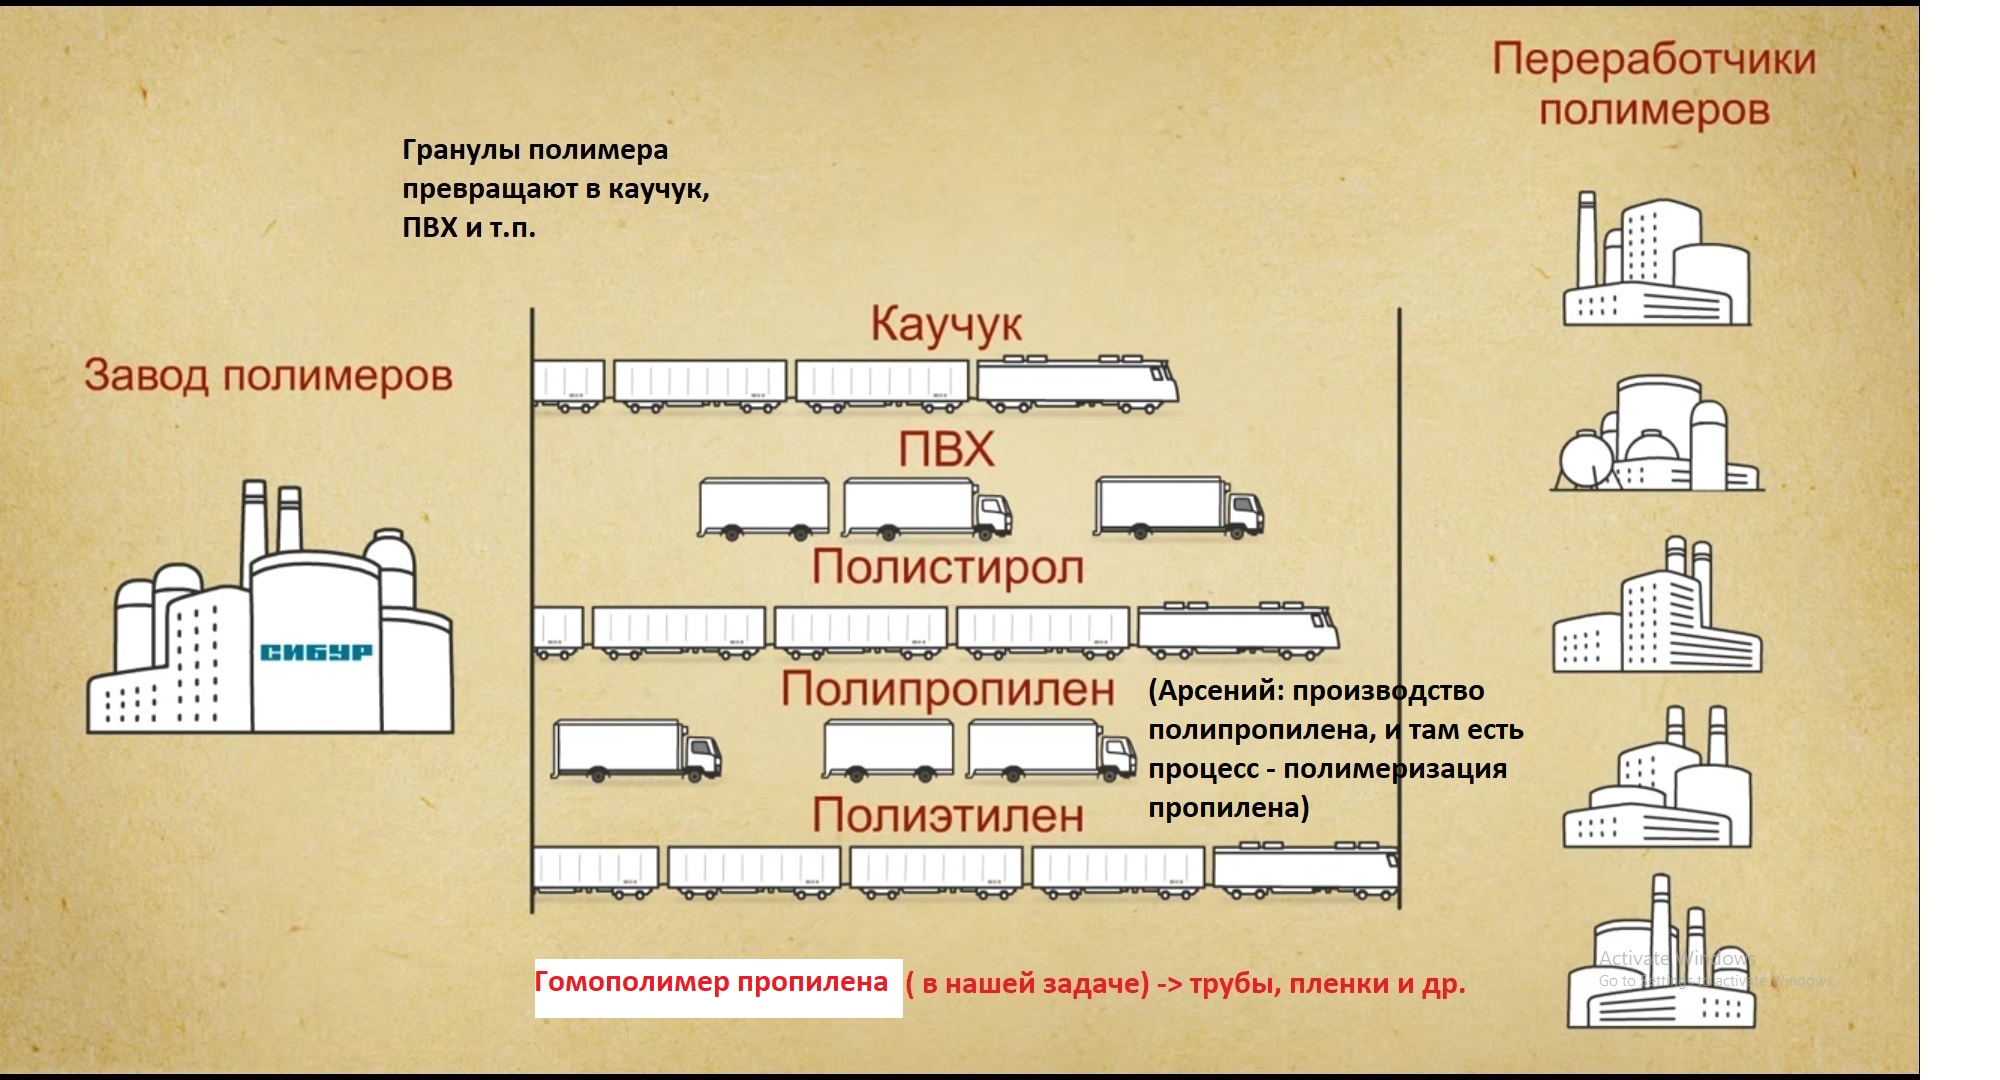 Переработчики
полимеров
Гранулы полимера
превращают в каучук,
ПВХ и т.п.
Каучук
Завод полимеров
ПВХ
Полистирол
СИБУР
Полипропилен
(Арсений: производство
полипропилена, и там есть
процесс - полимеризация
пропилена)
Полиэтилен
Activate Windows
Go to Settings to activate Windows.
Гомополимер пропилена ( в нашей задаче) -> трубы, пленки и др.